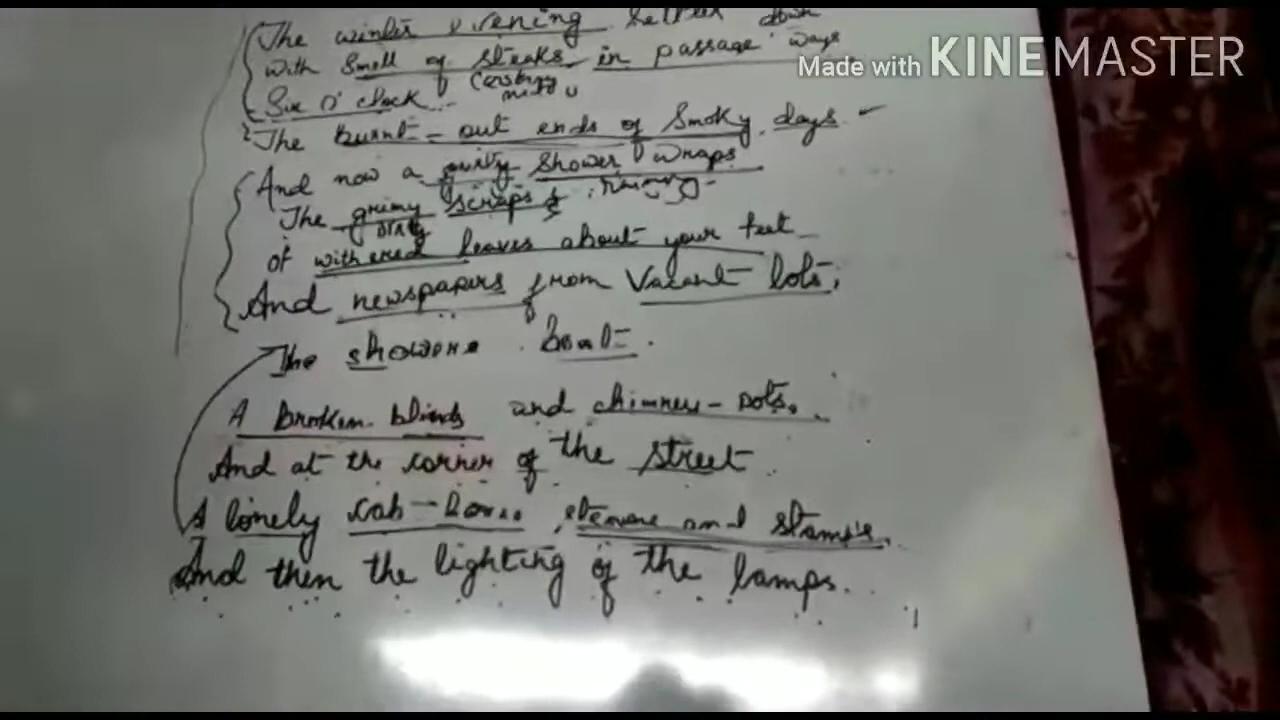 The winter evening settles down
with smell of steaks in passage ways
Six O' clock.
The burnt-out ends of smoky days
And now a gusty shower wraps
The grimy scraps
dirty
of withered leaves about your feet
And newspapers from Vacant lots;
The showers beat
A broken blinds and chimney-pots.
And at the corner of the street
A lonely cab-horse steams and stamps.
And then the lighting of the lamps.
Made with KINEMASTER